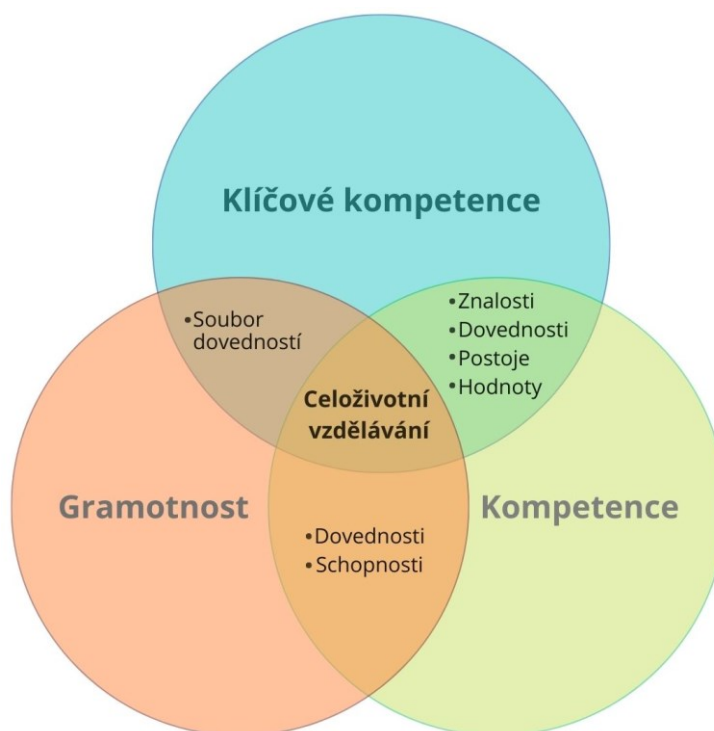 Klíčové kompetence
•Soubor
dovedností
•Znalosti
•Dovednosti
•Postoje
•Hodnoty
Celoživotní
vzdělávání
Gramotnost
Kompetence
•Dovednosti
•Schopnosti